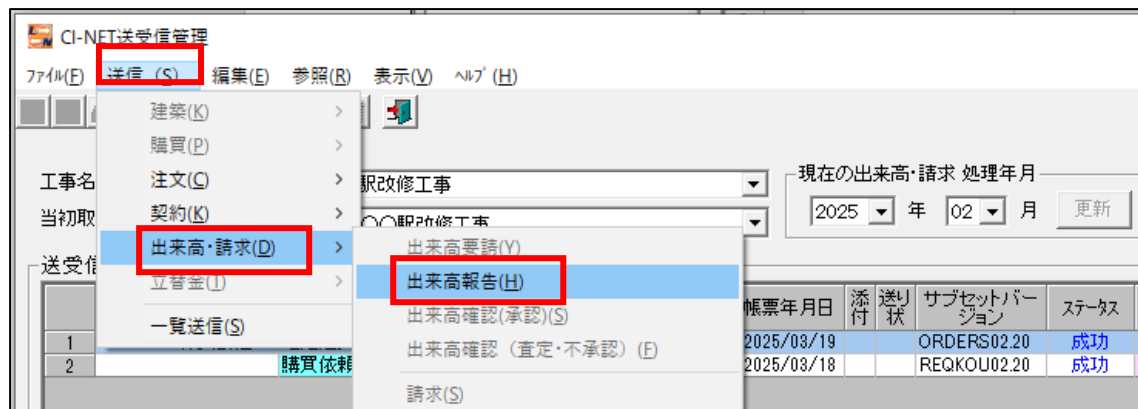 CI-NET送受信管理
ファイル(F) 送信(S) 編集(E) 参照(R) 表示(V) ヘルプ(H)
建築(K)
購買(P)
注文(C)
契約(K)
出来高・請求(D)
立替金(T)
一覧送信(S)
出来高要請(Y)
出来高報告(H)
出来高確認(承認)(S)
出来高確認（査定・不承認）(F)
請求(S)
工事名
駅改修工事
当初取
〇〇駅改修工事
現在の出来高・請求 処理年月
2025 年 02 月 更新
送受信
帳票年月日 添付 送り状 サブセットバージョン ステータス
1 2025/03/19 ORDERS02.20 成功
2 購買依頼 2025/03/18 REQKOU02.20 成功